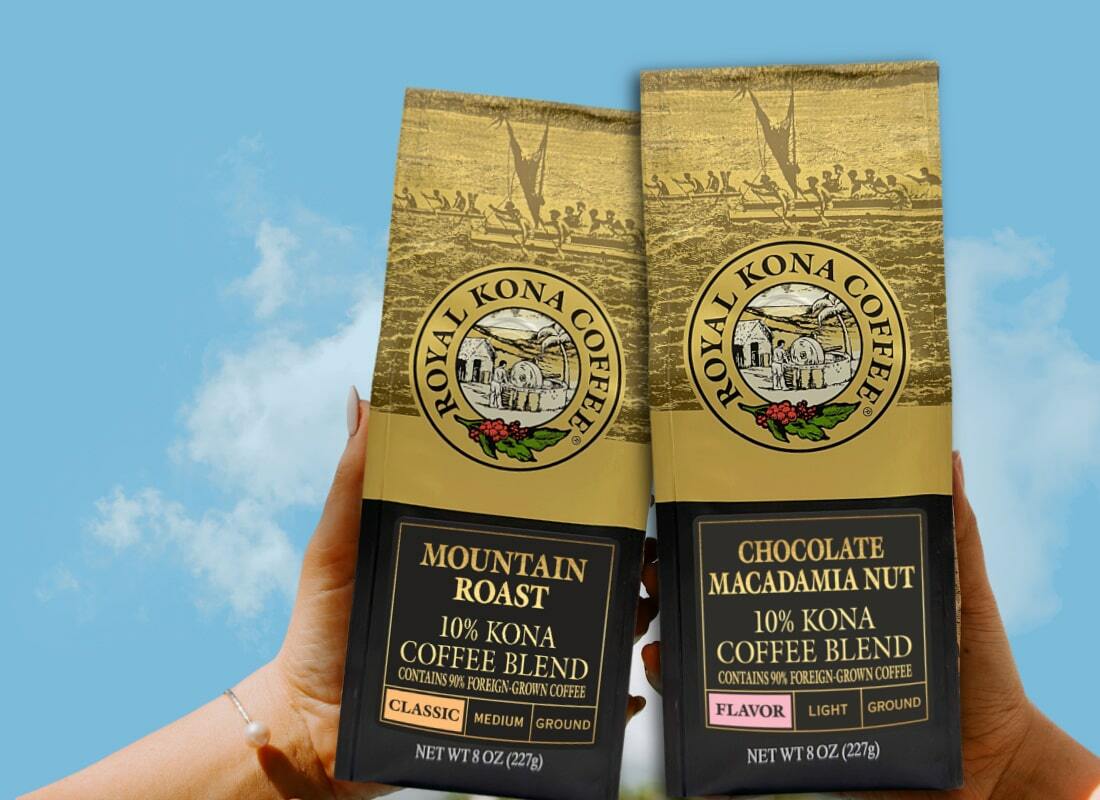 ROYAL KONA COFFEE
®
MOUNTAIN
ROAST
10% KONA
COFFEE BLEND
CONTAINS 90% FOREIGN-GROWN COFFEE
CLASSIC MEDIUM GROUND
NET WT 8 OZ (227g)
ROYAL KONA COFFEE
®
CHOCOLATE
MACADAMIA NUT
10% KONA
COFFEE BLEND
CONTAINS 90% FOREIGN-GROWN COFFEE
FLAVOR LIGHT GROUND
NET WT 8 OZ (227g)